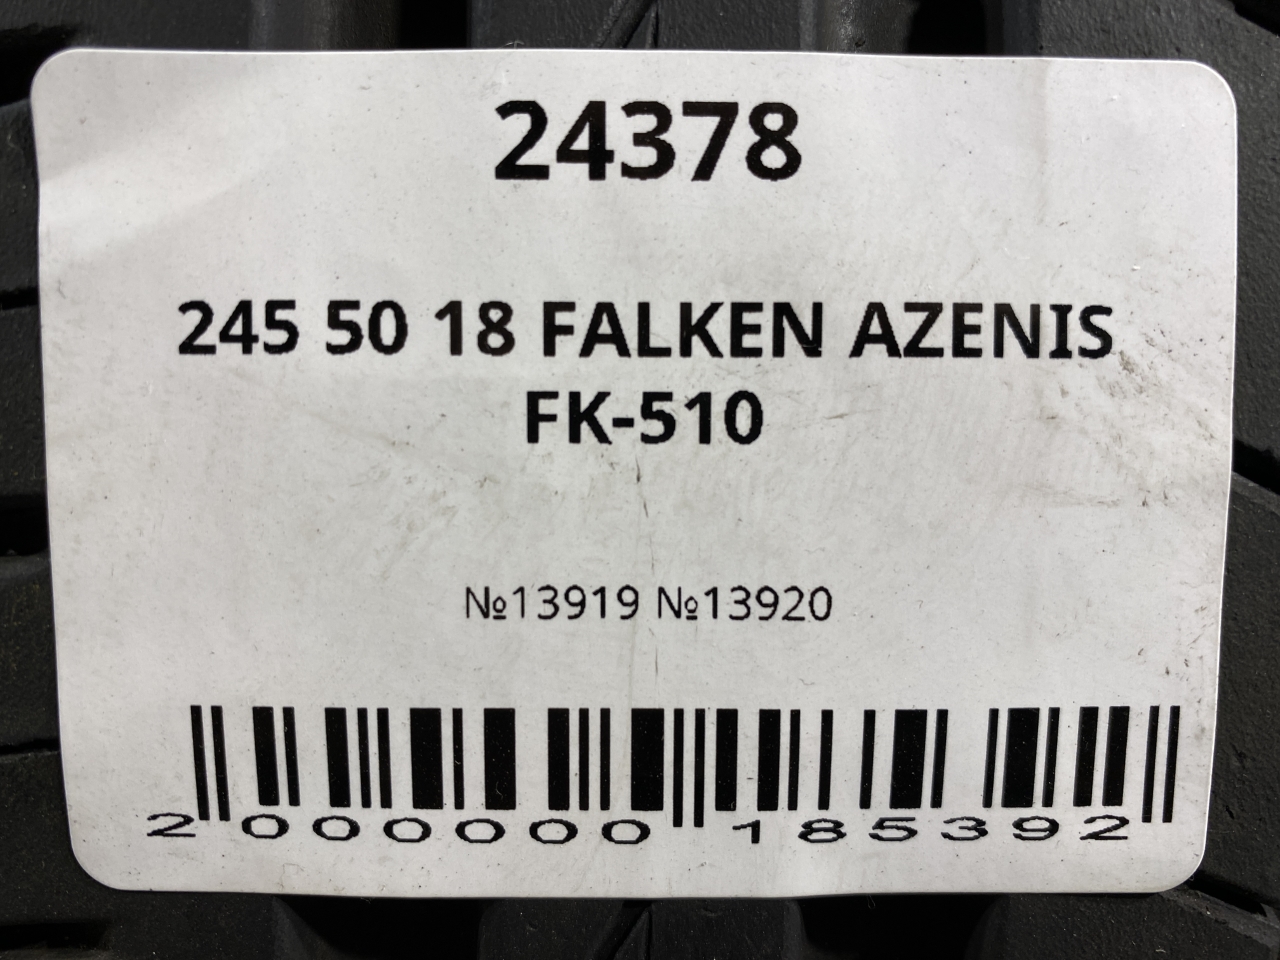 24378
245 50 18 FALKEN AZENIS
FK-510
№13919 №13920
2 000000 185392